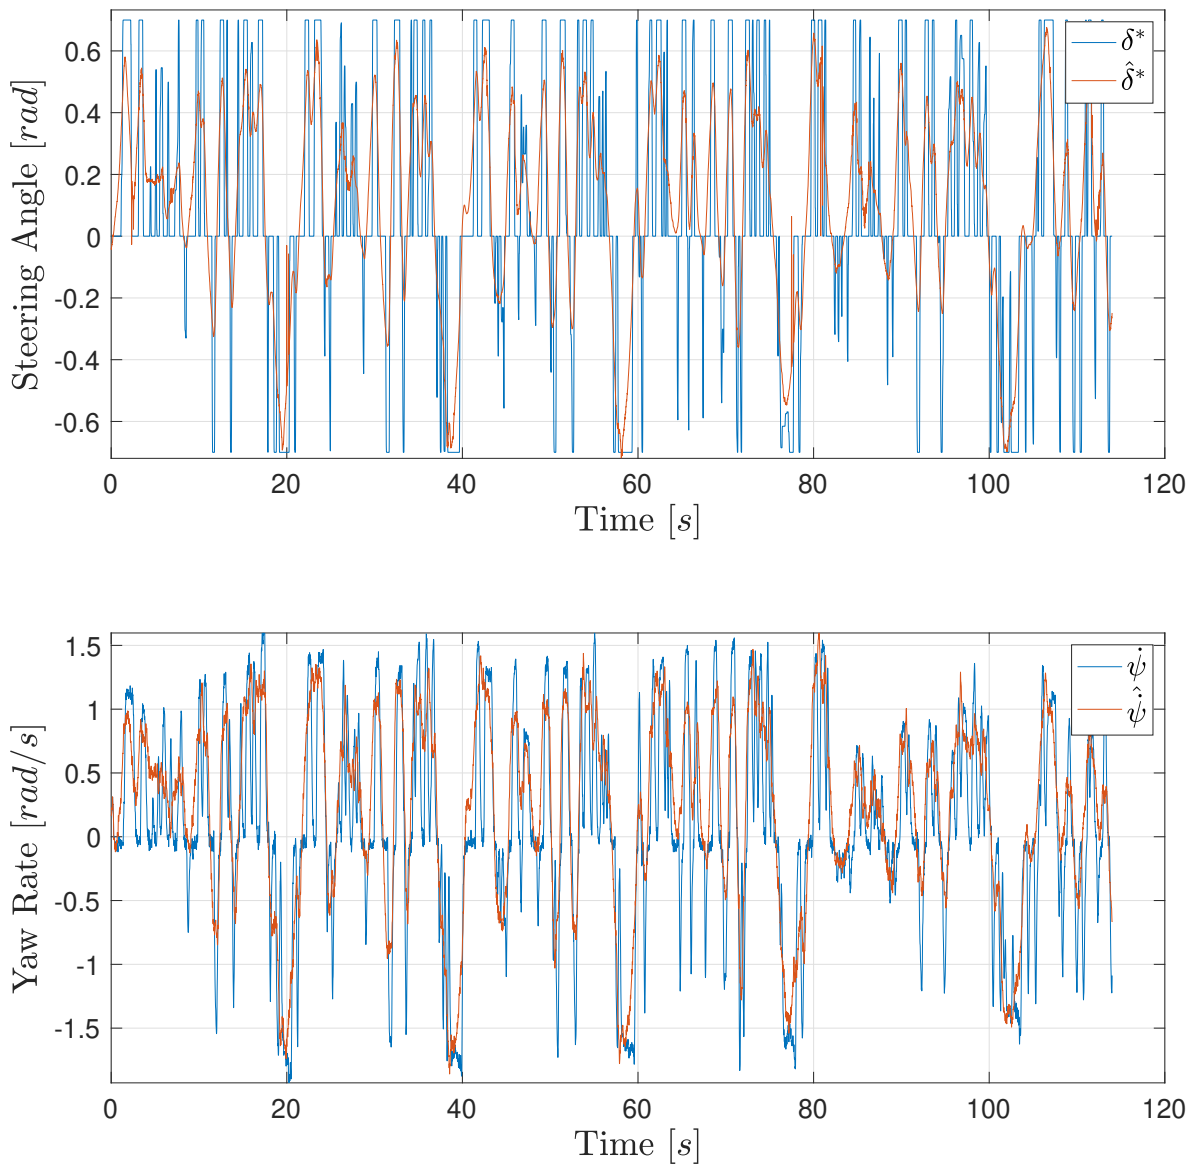 0.6
0.4
0.2
0
-0.2
-0.4
-0.6
Steering Angle [rad]
δ*
δ̂*
0 20 40 60 80 100 120
Time [s]
1.5
1
0.5
0
-0.5
-1
-1.5
Yaw Rate [rad/s]
ψ̇
ψ̇̂
0 20 40 60 80 100 120
Time [s]